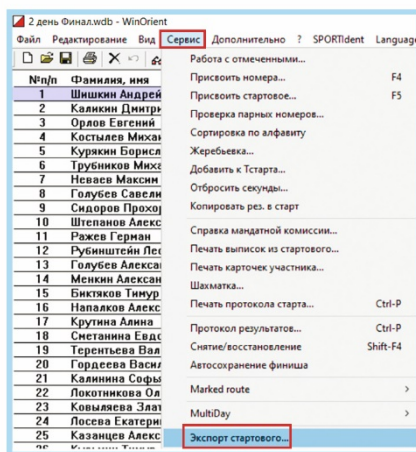 2 день Финал.wdb - WinOrient
Файл Редактирование Вид Сервис Дополнительно ? SPORTIdent Language
№п/п Фамилия, имя
1 Шишкин Андрей
2 Каликин Дмитри
3 Орлов Евгений
4 Костылев Михаи
5 Курякин Борисл
6 Трубников Миха
7 Неваев Максим
8 Голубев Савели
9 Сидоров Прохор
10 Штепанов Алекс
11 Ражев Герман
12 Рубинштейн Лео
13 Голубев Алексан
14 Менкин Алексан
15 Биктяков Тимур
16 Напалков Алекс
17 Крутина Алина
18 Сметанина Евдо
19 Терентьева Вал
20 Гордеева Васил
21 Калинина Софья
22 Локотникова Ол
23 Ковыляева Злат
24 Лосева Екатери
25 Казанцев Алекс
26
Работа с отмеченными...
Присвоить номера... F4
Присвоить стартовое... F5
Проверка парных номеров...
Сортировка по алфавиту
Жеребьевка...
Добавить к Тстарта...
Отбросить секунды...
Копировать рез. в старт
Справка мандатной комиссии...
Печать выписок из стартового...
Печать карточек участника...
Шахматка...
Печать протокола старта... Ctrl-P
Протокол результатов... Ctrl-P
Снятие/восстановление Shift-F4
Автосохранение финиша
Marked route >
MultiDay >
Экспорт стартового...